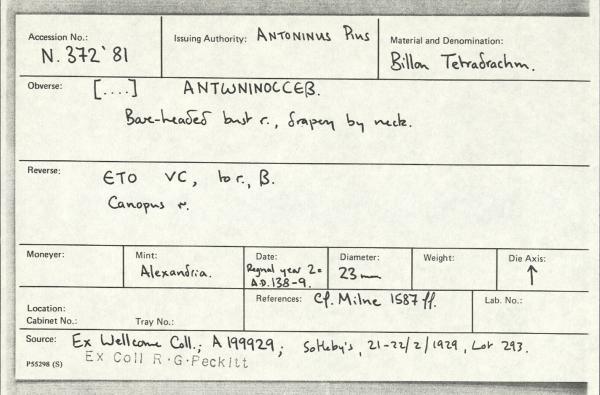 Accession No.: Issuing Authority: ANTONINUS PIUS Material and Denomination:
N. 372'81 Billon Tetradrachm.
Obverse: [....] ANTωNINOCCEB.
Bare-headed bust r., drapery by neck.
Reverse: ETO VC, to r., B.
Canopus r.
Moneyer: Mint: Date: Diameter: Weight: Die Axis:
Alexandria. Regnal year 2 = A.D. 138-9. 23mm ↑
References: Cf. Milne 1587 ff. Lab. No.:
Location:
Cabinet No.: Tray No.:
Source: Ex Wellcome Coll.; A 199929; Sotheby's, 21-22/2/1929, Lot 293.
P55298 (S) Ex Coll R·G·Peckitt